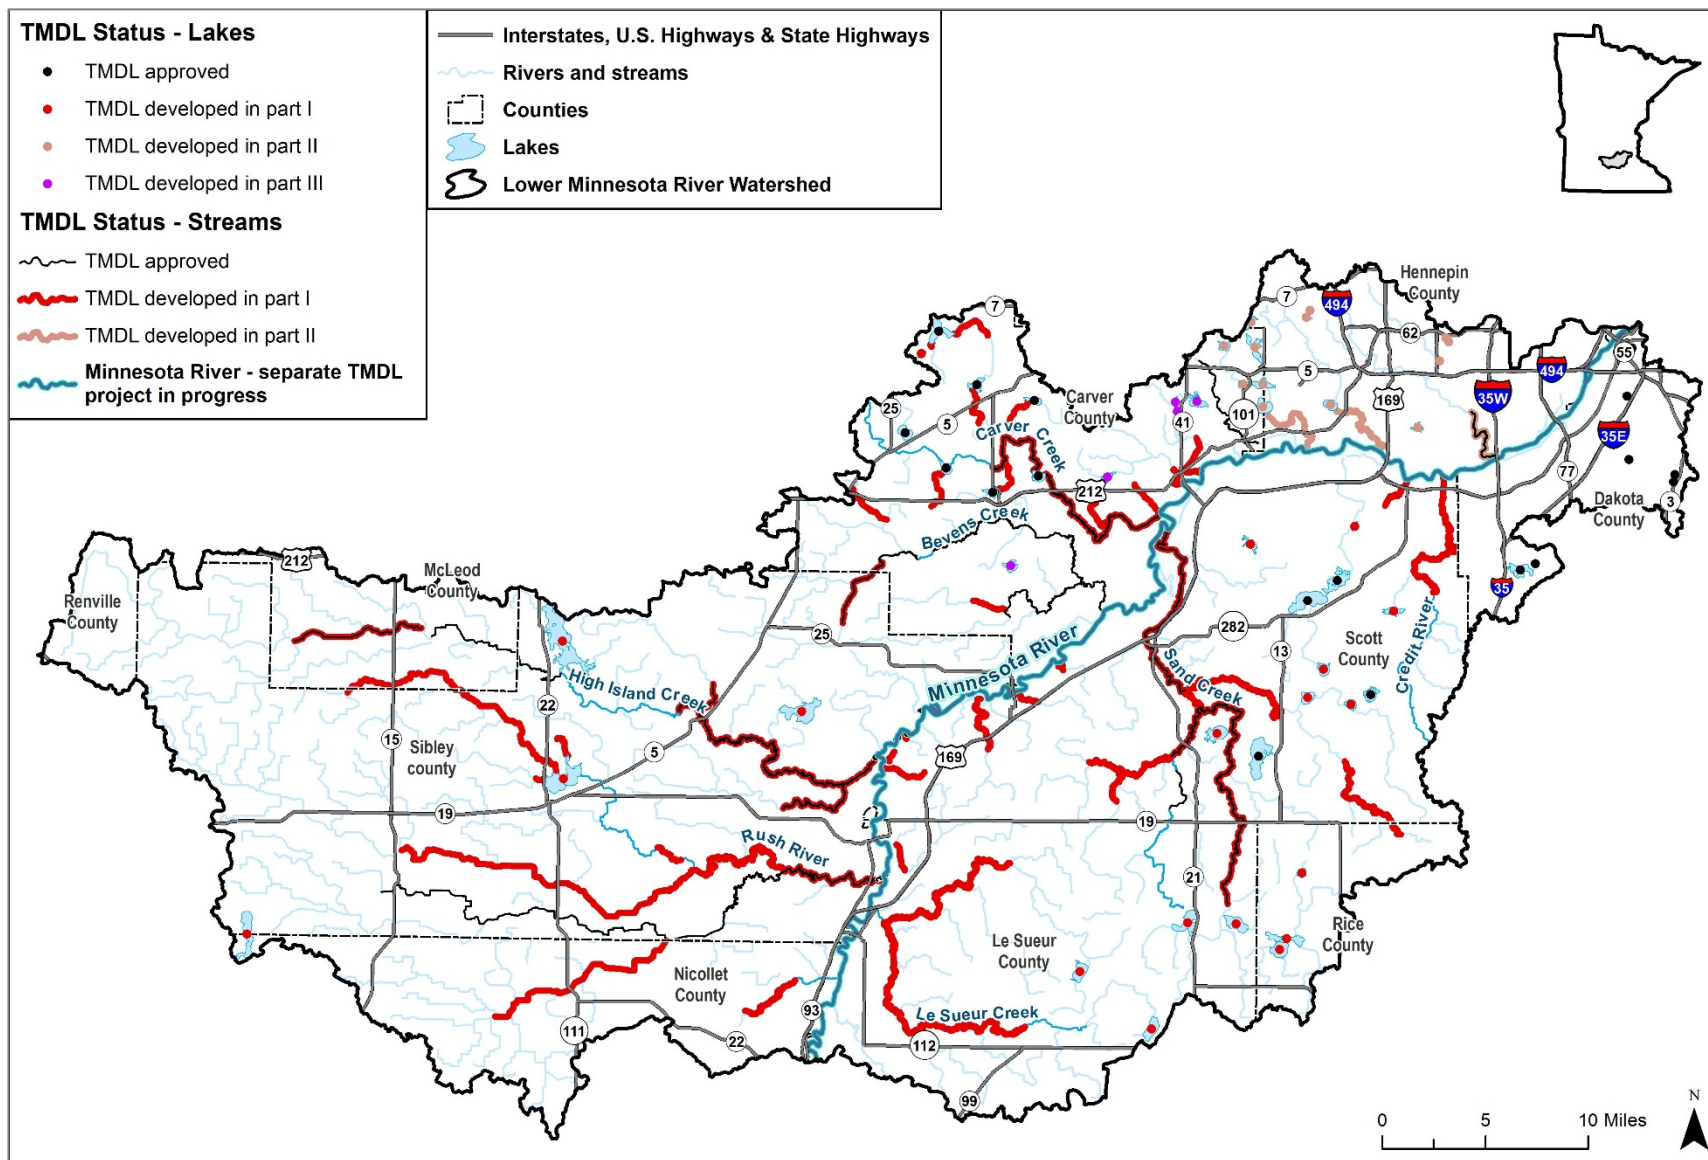 TMDL Status - Lakes
TMDL approved
TMDL developed in part I
TMDL developed in part II
TMDL developed in part III
TMDL Status - Streams
TMDL approved
TMDL developed in part I
TMDL developed in part II
Minnesota River - separate TMDL
project in progress
Interstates, U.S. Highways & State Highways
Rivers and streams
Counties
Lakes
Lower Minnesota River Watershed
Hennepin
County
7
494
7
62
55
494
5
169
35W
25
5
Carver
County
41
101
35E
Carver Creek
77
212
3
Dakota
County
Bevens Creek
212
McLeod
County
Renville
County
35
25
282
Scott
County
Credit River
13
Minnesota River
Sand Creek
High Island Creek
22
15
Sibley
county
5
169
19
19
Rush River
21
Rice
County
Le Sueur
County
Nicollet
County
93
Le Sueur Creek
111
22
112
99
N
0
5
10 Miles